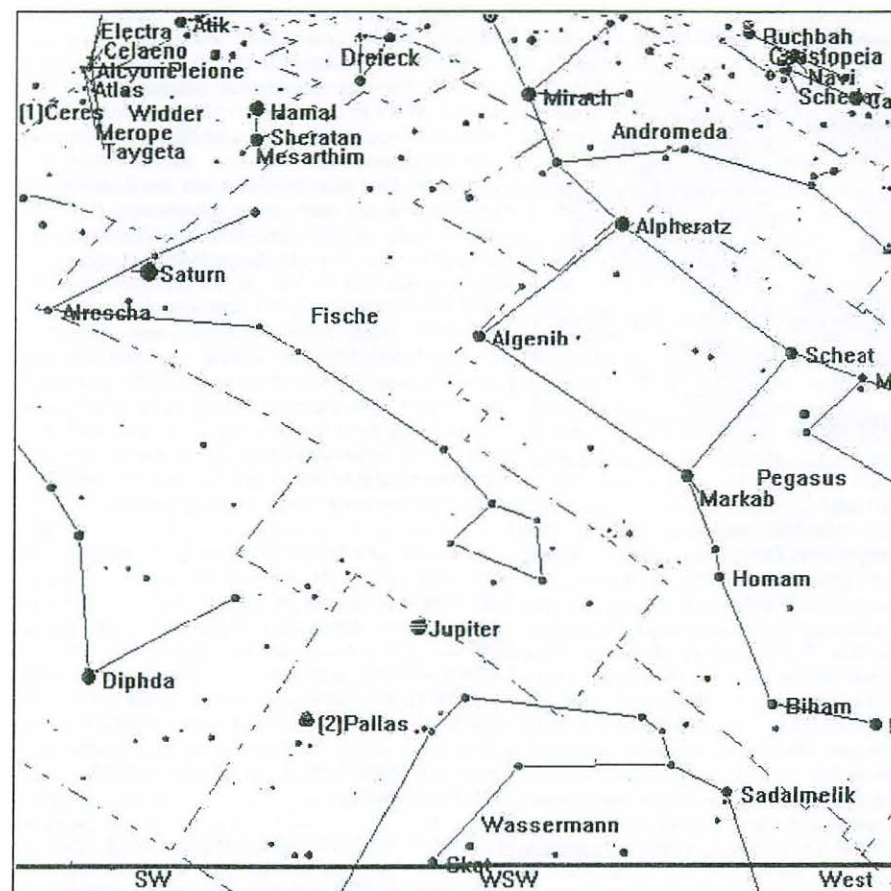 Electra
Atik
Ruchbah
Celaeno
Dreieck
Alcyone
Pleione
Navi
Atlas
Mirach
[1]Ceres
Widder
Hamal
Andromeda
Merope
Sheratan
Taygeta
Mesarthim
Alpheratz
Saturn
Alrescha
Fische
Algenib
Scheat
M
Pegasus
Markab
Homam
Jupiter
Diphda
Biham
[2]Pallas
Sadalmelik
Wassermann
Skat
SW
WSW
West